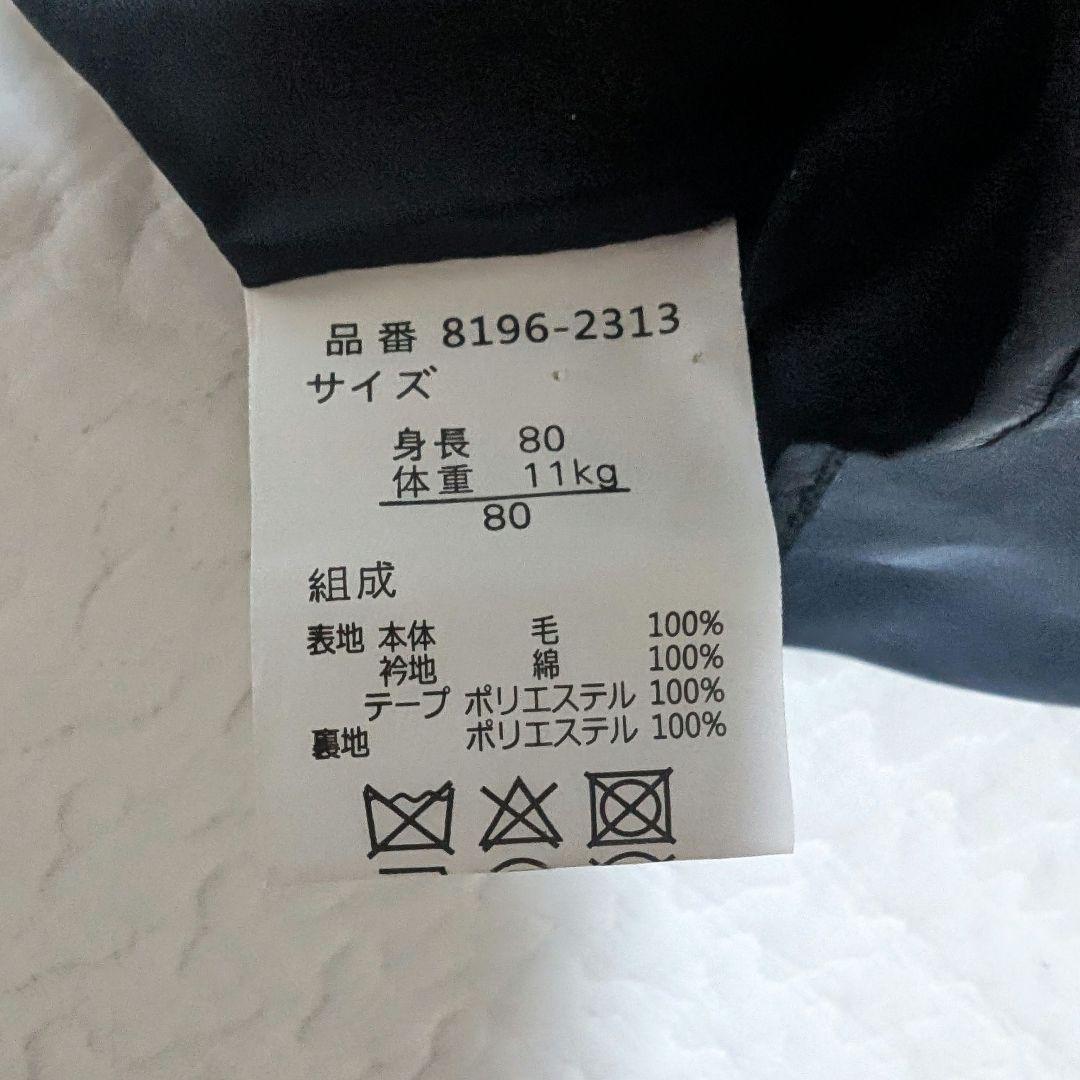 品番 8196-2313
サイズ
身長 80
体重 11kg
80
組成
表地 本体 毛 100%
衿地 綿 100%
テープ ポリエステル 100%
裏地 ポリエステル 100%